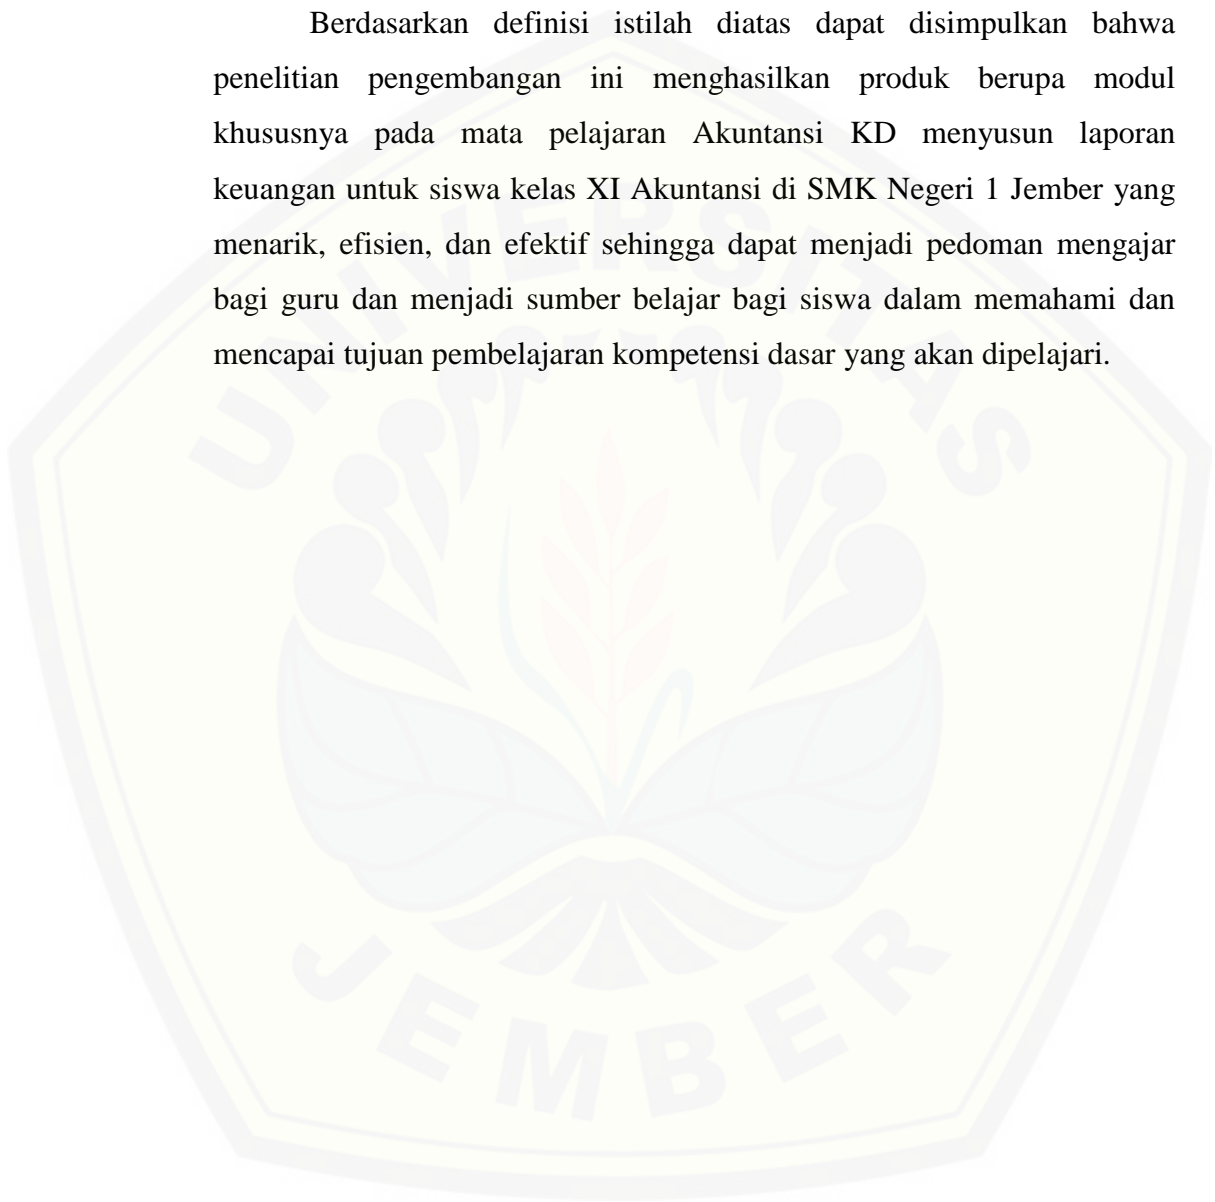 Berdasarkan definisi istilah diatas dapat disimpulkan bahwa
penelitian pengembangan ini menghasilkan produk berupa modul
khususnya pada mata pelajaran Akuntansi KD menyusun laporan
keuangan untuk siswa kelas XI Akuntansi di SMK Negeri 1 Jember yang
menarik, efisien, dan efektif sehingga dapat menjadi pedoman mengajar
bagi guru dan menjadi sumber belajar bagi siswa dalam memahami dan
mencapai tujuan pembelajaran kompetensi dasar yang akan dipelajari.
UNIVERSITAS
JEMBER